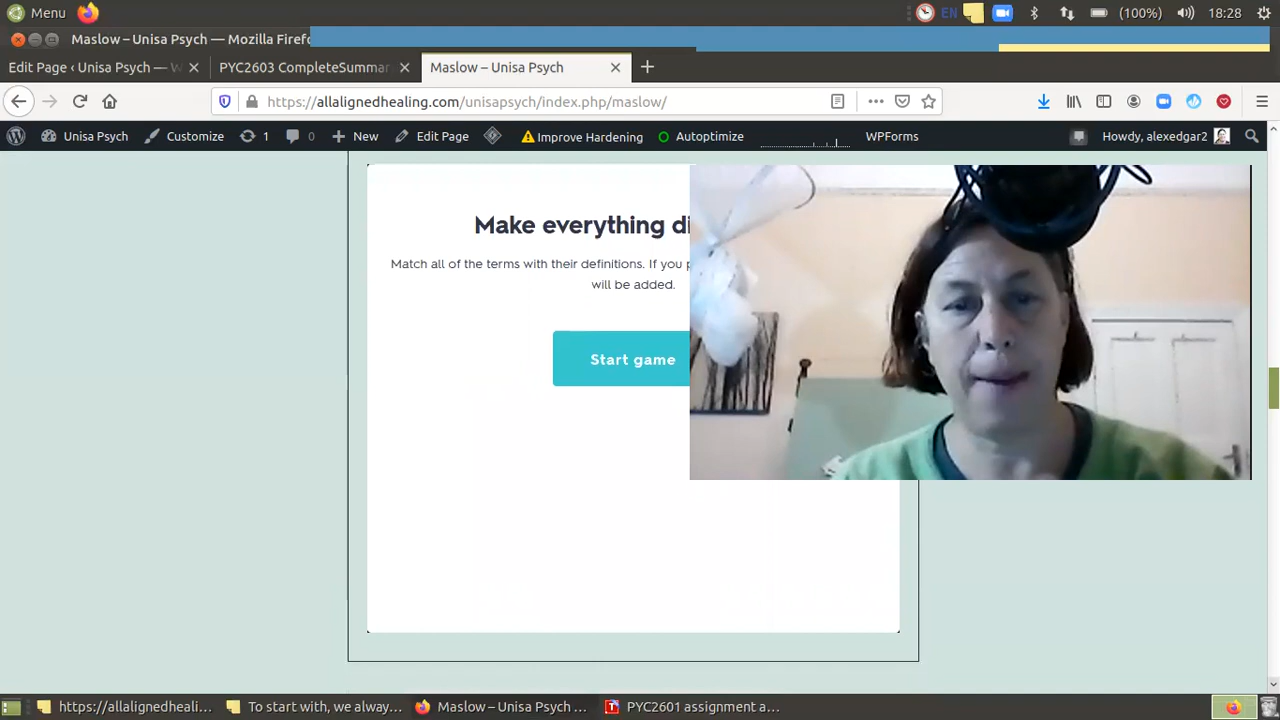 Menu
EN
(100%)
18:28
Maslow – Unisa Psych — Mozilla Firefo
Edit Page ‹ Unisa Psych — W
PYC2603 CompleteSummar
Maslow – Unisa Psych
https://allalignedhealing.com/unisapsych/index.php/maslow/
Unisa Psych
Customize
1
0
New
Edit Page
Improve Hardening
Autoptimize
WPForms
Howdy, alexedgar2
Make everything di
Match all of the terms with their definitions. If you p
will be added.
Start game
https://allalignedheali...
To start with, we alway...
Maslow – Unisa Psych ...
PYC2601 assignment a...